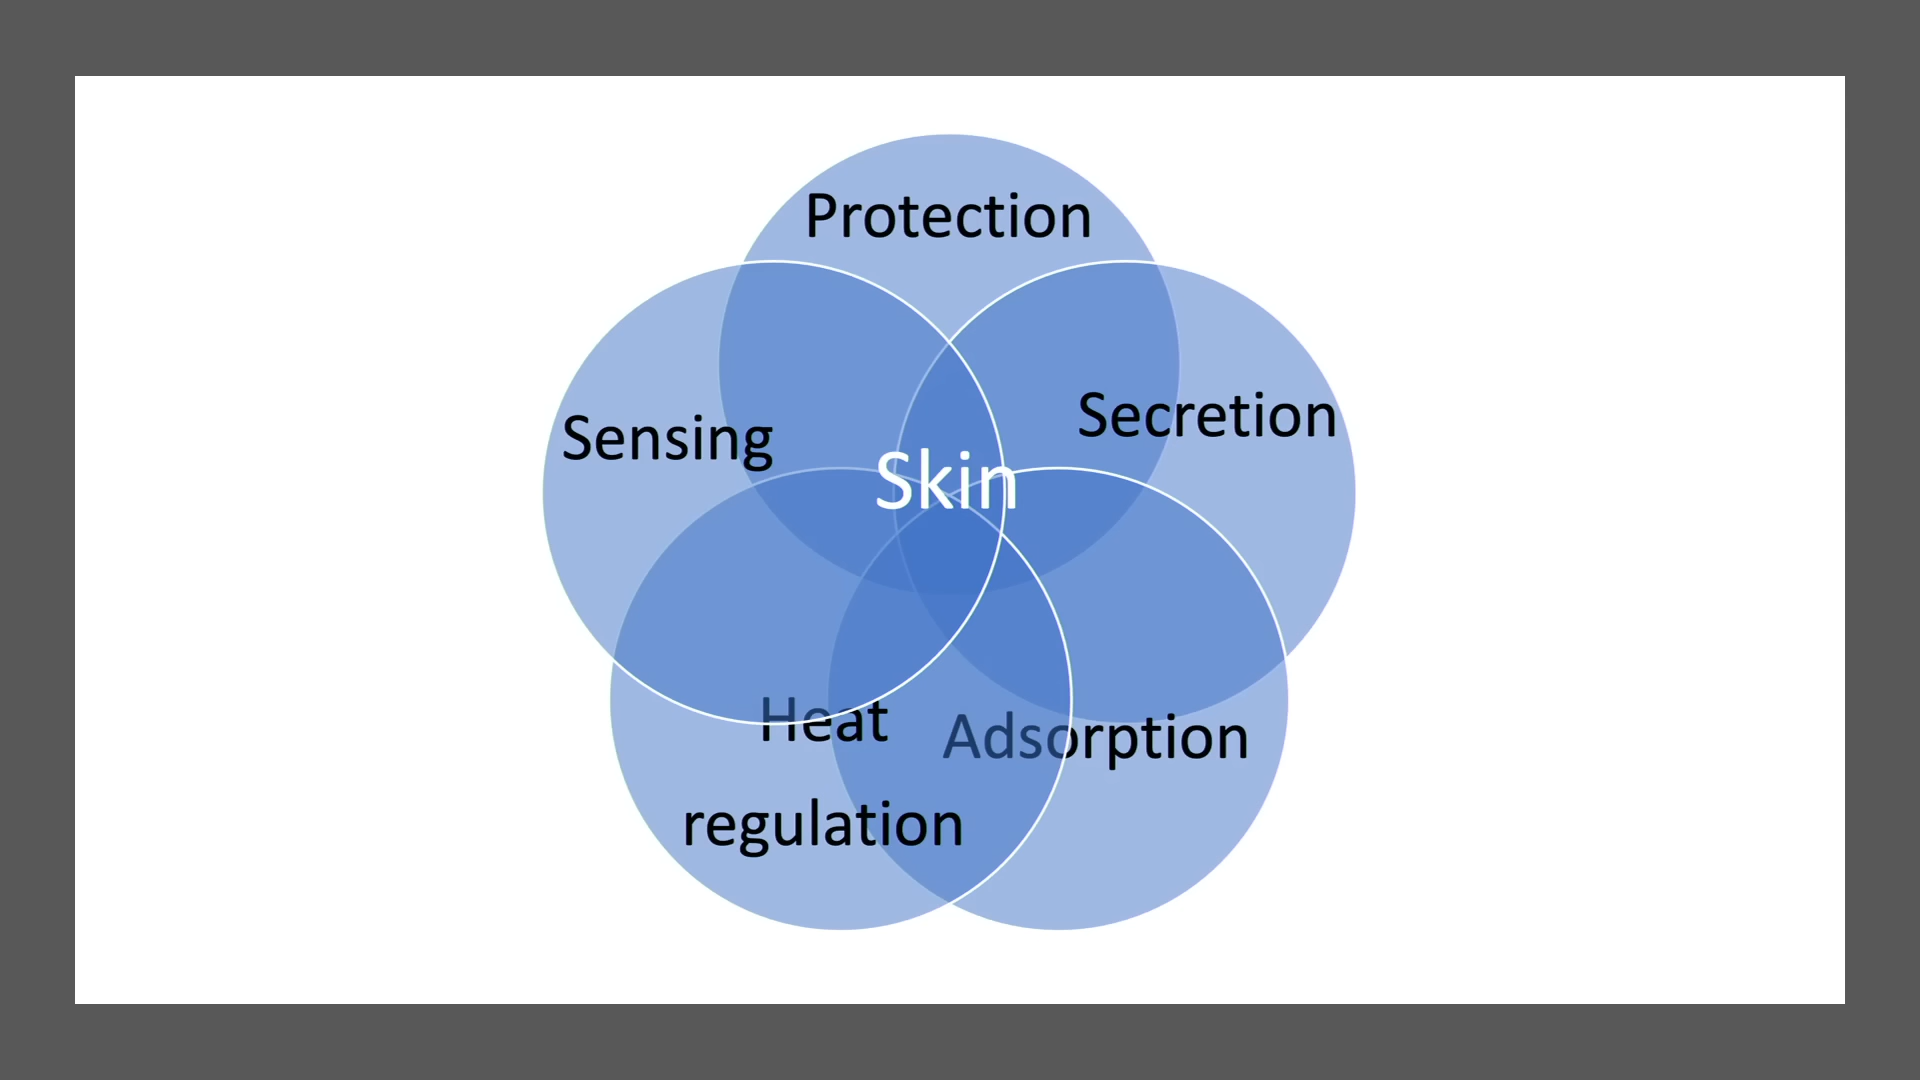 Protection
Secretion
Sensing
Skin
Heat
regulation
Adsorption